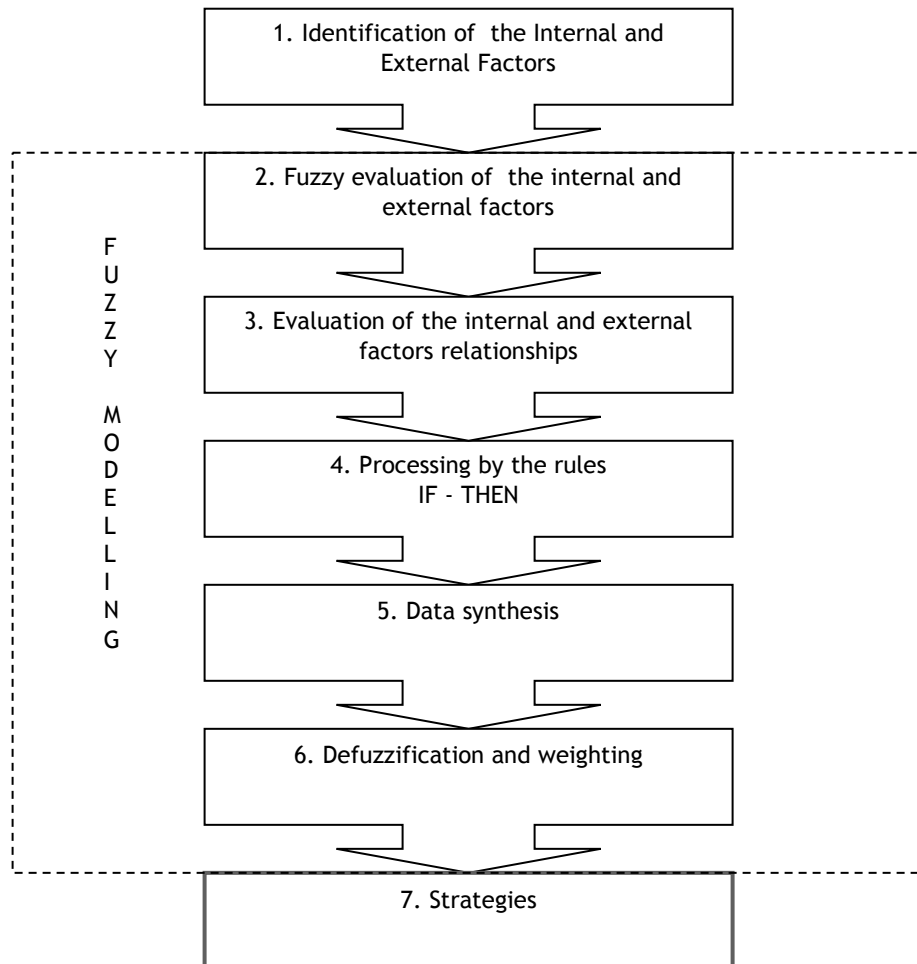 1. Identification of the Internal and
External Factors
2. Fuzzy evaluation of the internal and
external factors
F
U
Z
Z
Y
M
O
D
E
L
L
I
N
G
3. Evaluation of the internal and external
factors relationships
4. Processing by the rules
IF - THEN
5. Data synthesis
6. Defuzzification and weighting
7. Strategies